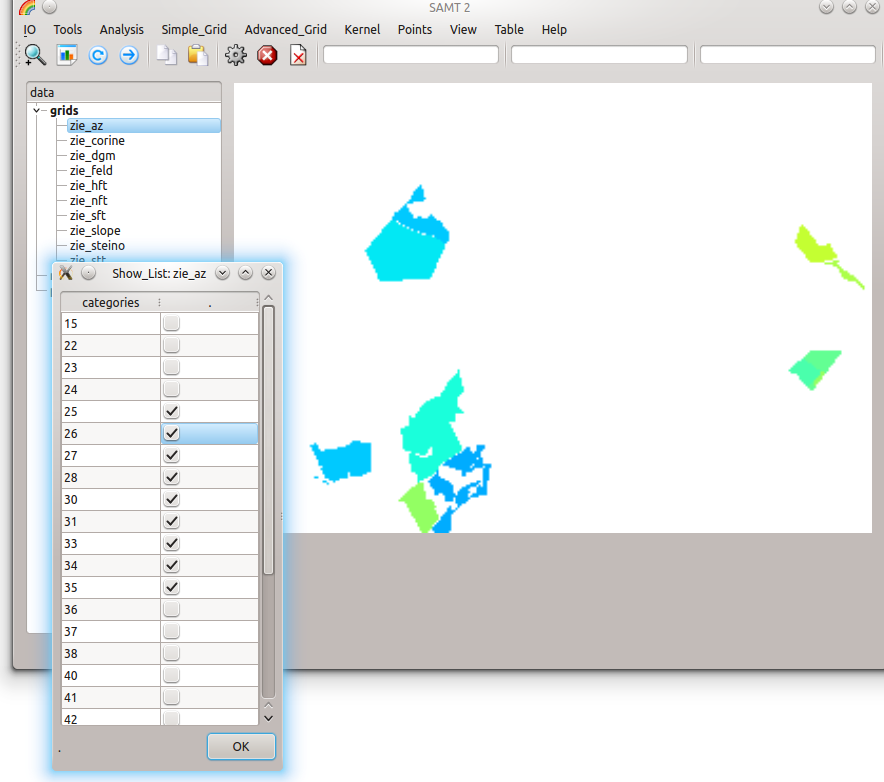 SAMT 2
IO Tools Analysis Simple_Grid Advanced_Grid Kernel Points View Table Help
data
grids
zie_az
zie_corine
zie_dgm
zie_feld
zie_hft
zie_nft
zie_sft
zie_slope
zie_steino
zie_stt
Show_List: zie_az
categories .
15
22
23
24
25
26
27
28
30
31
33
34
35
36
37
38
40
41
42
. OK